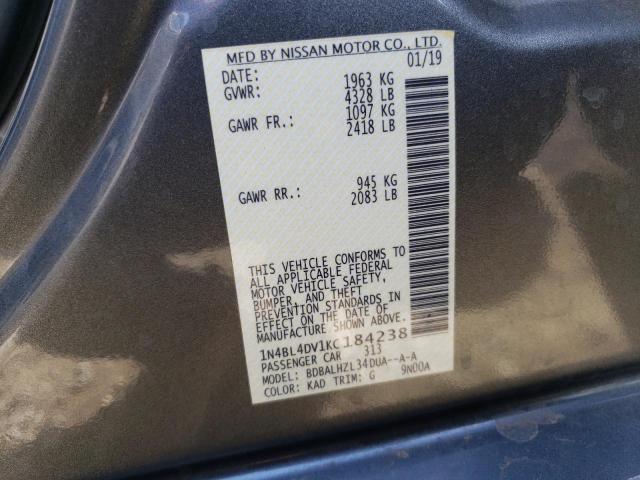 MFD BY NISSAN MOTOR CO., LTD.
DATE: 01/19
GVWR: 1963 KG
4328 LB
GAWR FR.: 1097 KG
2418 LB
GAWR RR.: 945 KG
2083 LB
THIS VEHICLE CONFORMS TO
ALL APPLICABLE FEDERAL
MOTOR VEHICLE SAFETY,
BUMPER, AND THEFT
PREVENTION STANDARDS IN
EFFECT ON THE DATE OF
MANUFACTURE SHOWN ABOVE.
1N4BL4DV1KC184238
PASSENGER CAR 313
MODEL: BDBALHZL34DUA--A-A
COLOR: KAD TRIM: G 9N00A